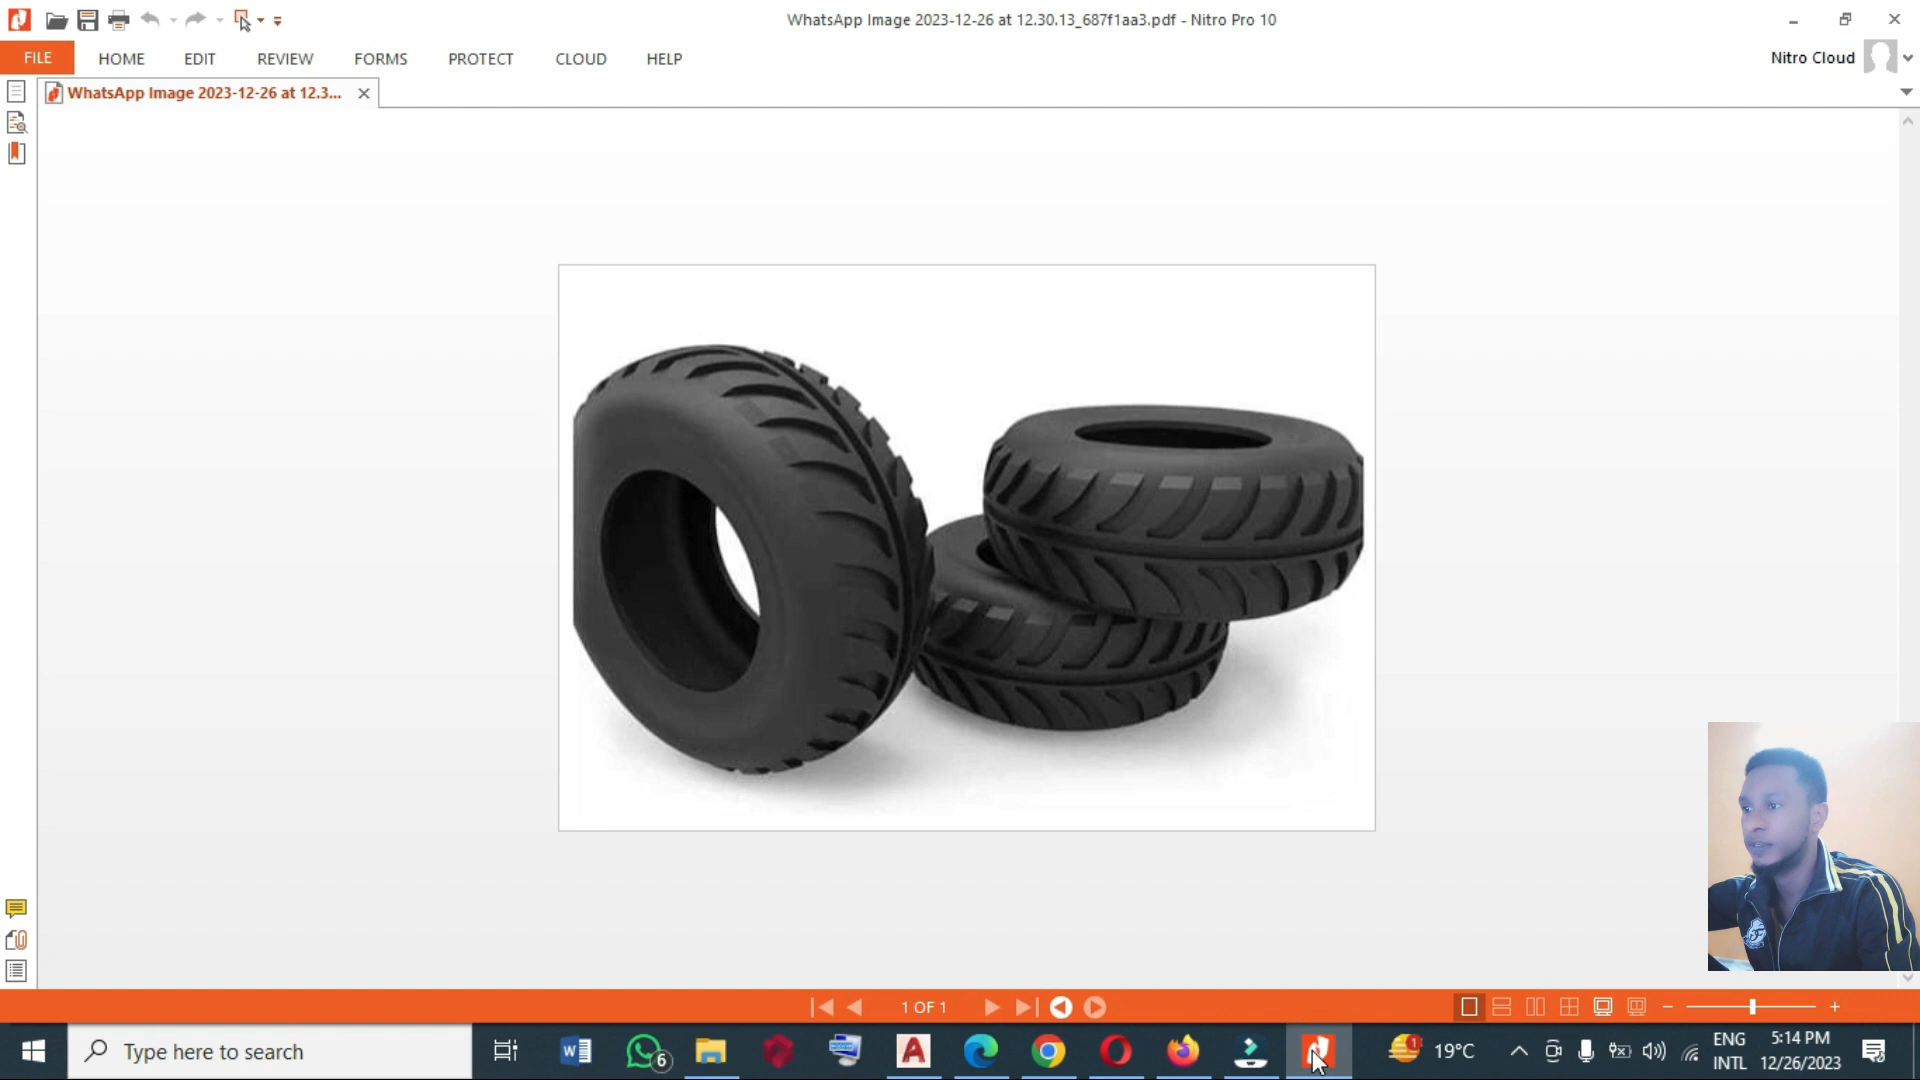 WhatsApp Image 2023-12-26 at 12.30.13_687f1aa3.pdf - Nitro Pro 10
FILE HOME EDIT REVIEW FORMS PROTECT CLOUD HELP Nitro Cloud
WhatsApp Image 2023-12-26 at 12.3...
1 OF 1
Type here to search
W
6
A
1
19°C
ENG
INTL
5:14 PM
12/26/2023